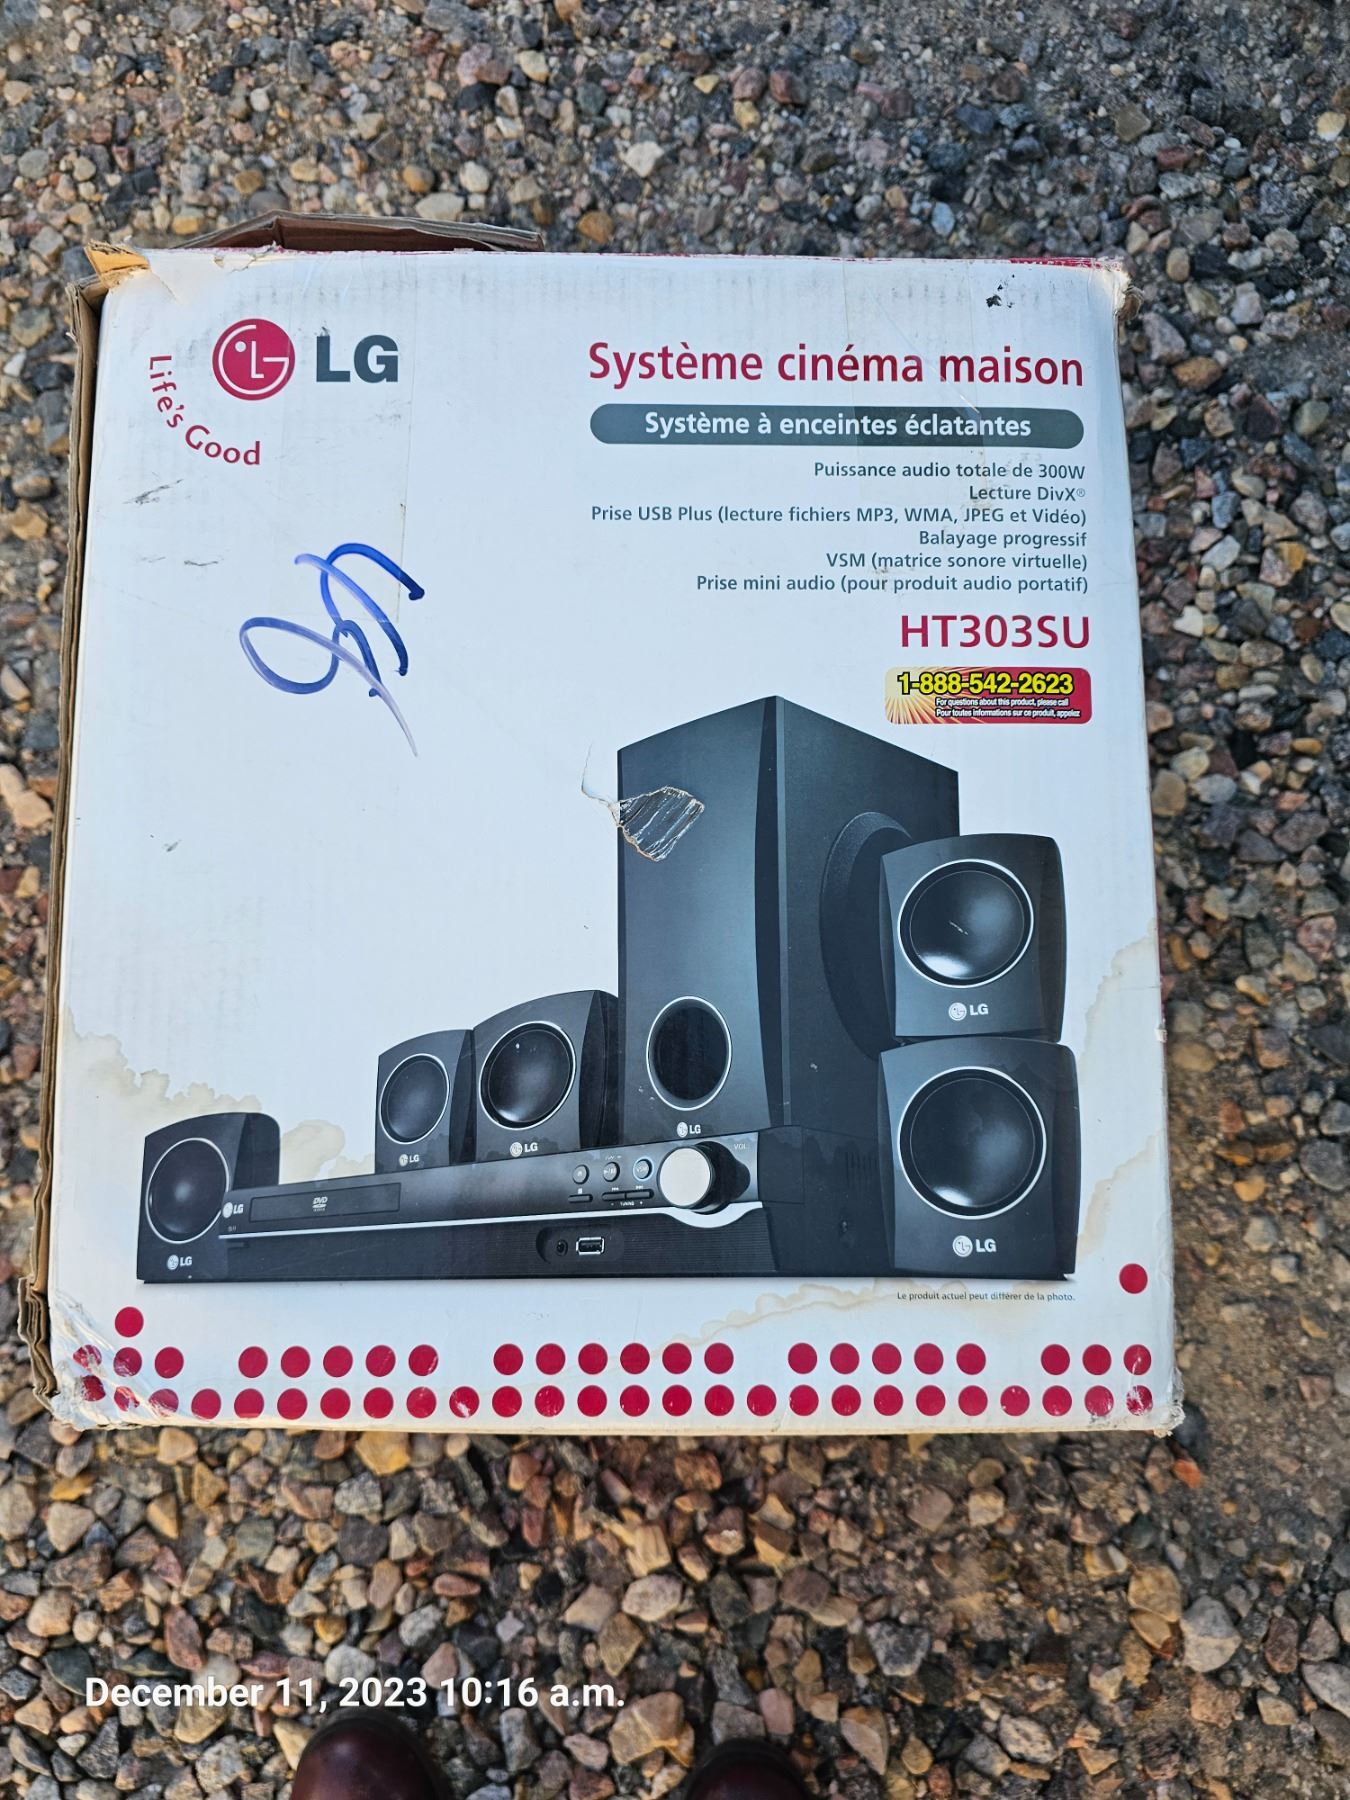 LG
Life's Good
Système cinéma maison
Système à enceintes éclatantes
Puissance audio totale de 300W
Lecture DivX®
Prise USB Plus (lecture fichiers MP3, WMA, JPEG et Vidéo)
Balayage progressif
VSM (matrice sonore virtuelle)
Prise mini audio (pour produit audio portatif)
HT303SU
1-888-542-2623
For questions about this product, please call
Pour toutes informations sur ce produit, appelez
LG
LG
LG
LG
VOL
LG
DVD
LG
LG
Le produit actuel peut différer de la photo.
December 11, 2023 10:16 a.m.